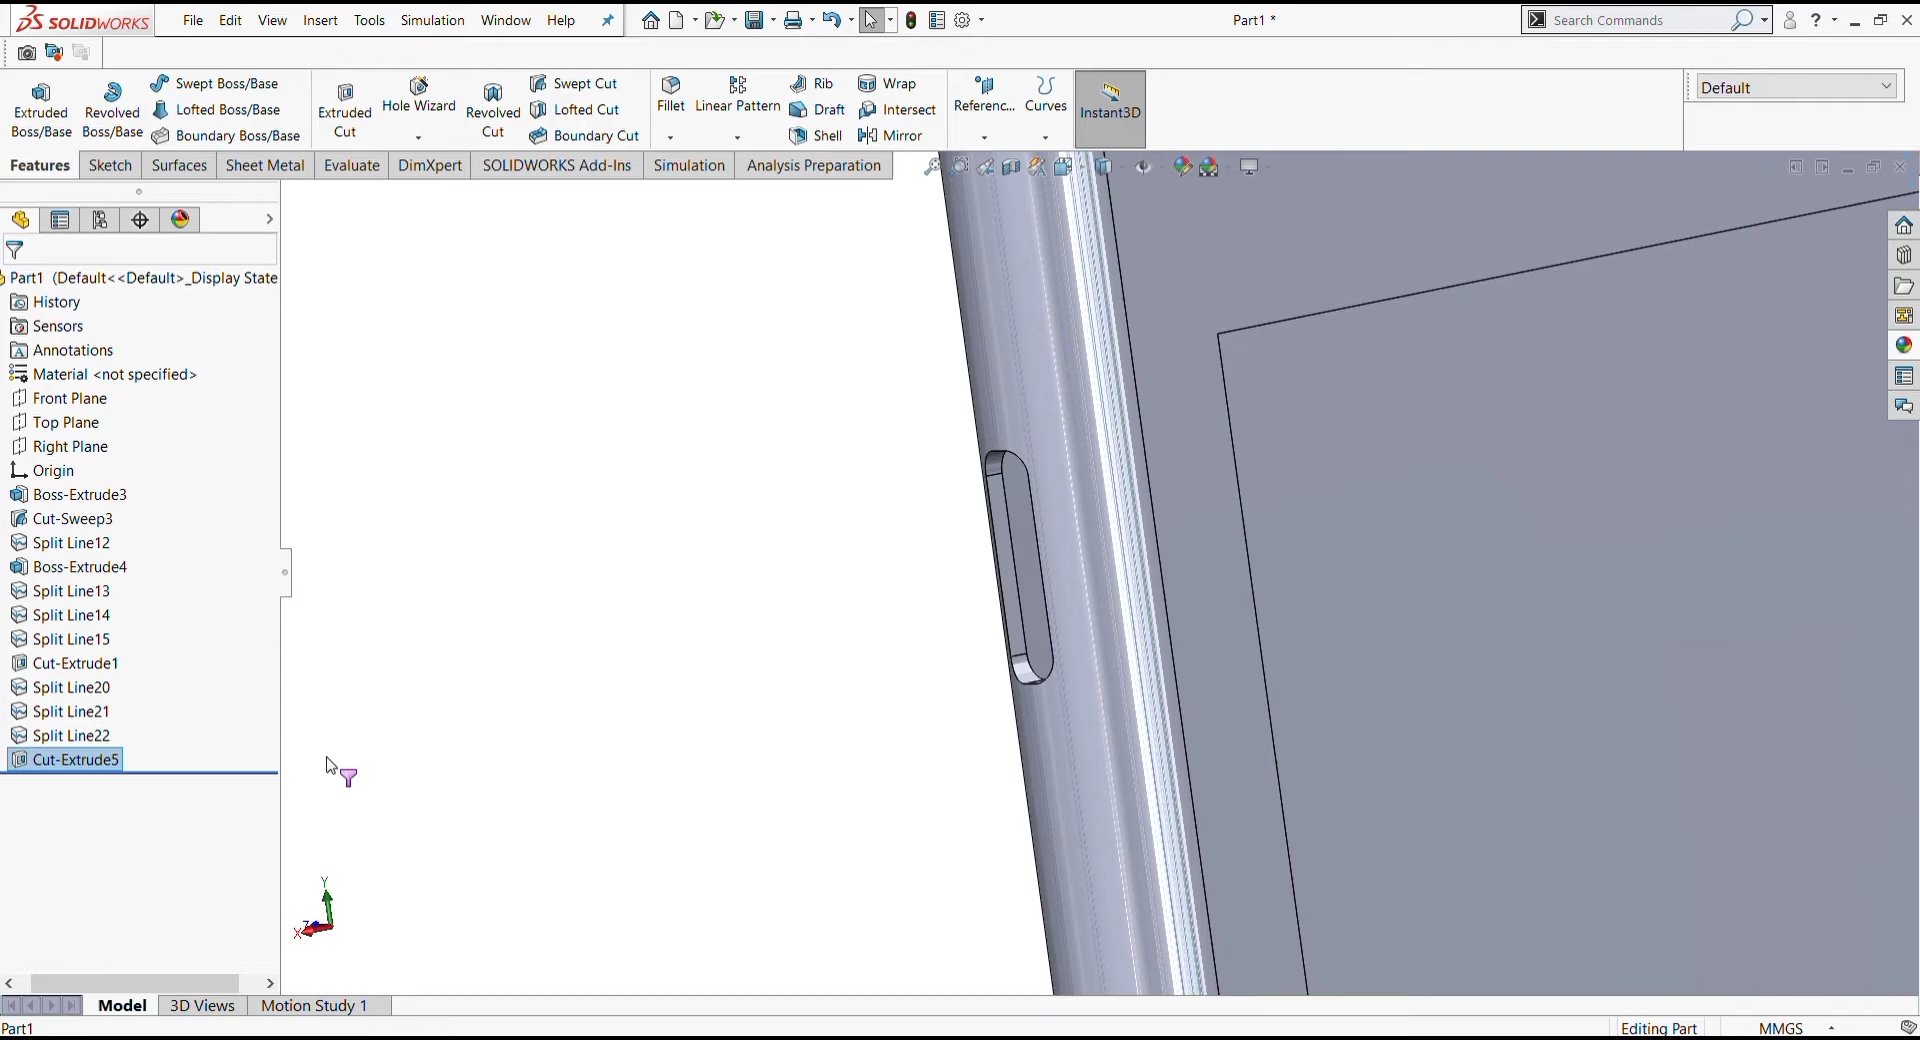 SOLIDWORKS File Edit View Insert Tools Simulation Window Help Part1 * Search Commands ?
Extruded Boss/Base
Revolved Boss/Base
Swept Boss/Base
Lofted Boss/Base
Boundary Boss/Base
Extruded Cut
Hole Wizard
Revolved Cut
Swept Cut
Lofted Cut
Boundary Cut
Fillet
Linear Pattern
Rib
Draft
Shell
Wrap
Intersect
Mirror
Referenc...
Curves
Instant3D
Default
Features Sketch Surfaces Sheet Metal Evaluate DimXpert SOLIDWORKS Add-Ins Simulation Analysis Preparation
Part1 (Default<<Default>_Display State
History
Sensors
Annotations
Material <not specified>
Front Plane
Top Plane
Right Plane
Origin
Boss-Extrude3
Cut-Sweep3
Split Line12
Boss-Extrude4
Split Line13
Split Line14
Split Line15
Cut-Extrude1
Split Line20
Split Line21
Split Line22
Cut-Extrude5
Y
Z
X
Model 3D Views Motion Study 1
Part1 Editing Part MMGS